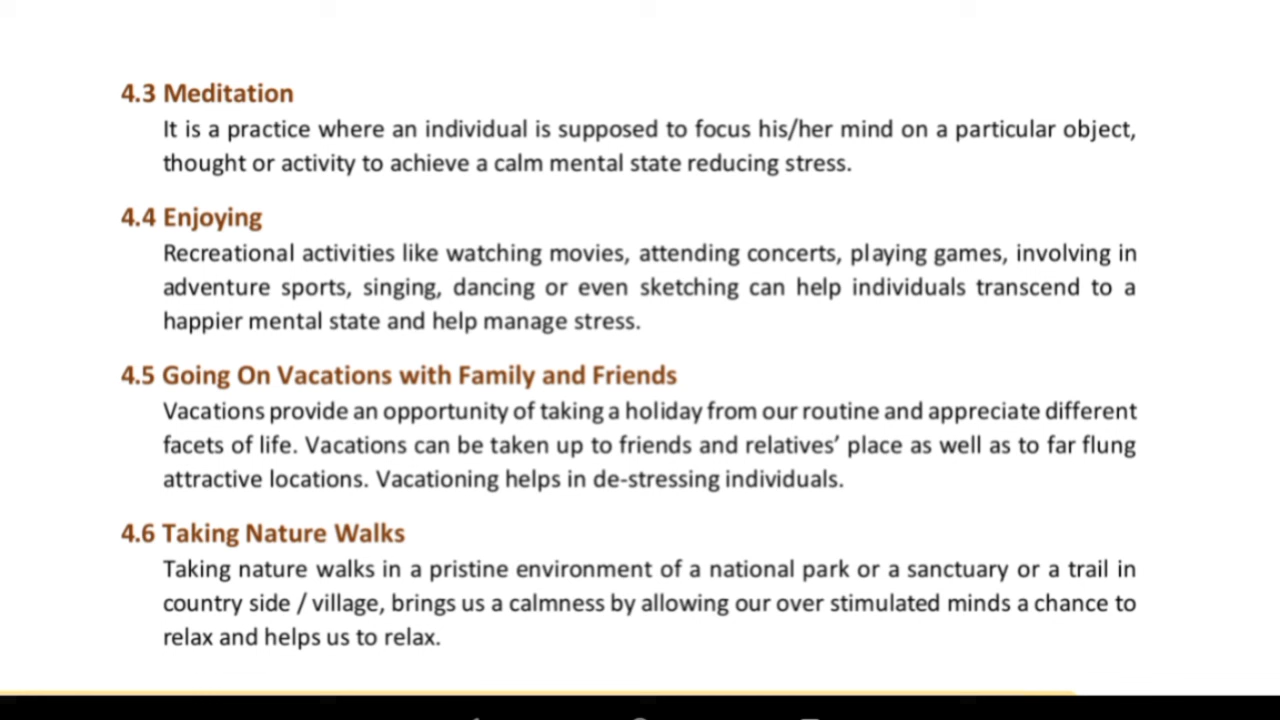 4.3 Meditation
It is a practice where an individual is supposed to focus his/her mind on a particular object,
thought or activity to achieve a calm mental state reducing stress.
4.4 Enjoying
Recreational activities like watching movies, attending concerts, playing games, involving in
adventure sports, singing, dancing or even sketching can help individuals transcend to a
happier mental state and help manage stress.
4.5 Going On Vacations with Family and Friends
Vacations provide an opportunity of taking a holiday from our routine and appreciate different
facets of life. Vacations can be taken up to friends and relatives’ place as well as to far flung
attractive locations. Vacationing helps in de-stressing individuals.
4.6 Taking Nature Walks
Taking nature walks in a pristine environment of a national park or a sanctuary or a trail in
country side / village, brings us a calmness by allowing our over stimulated minds a chance to
relax and helps us to relax.